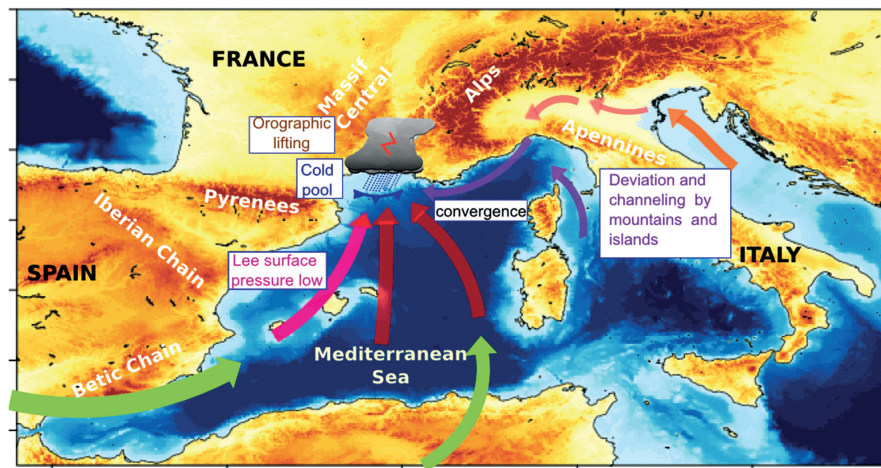 FRANCE
Massif
Central
Alps
Orographic
lifting
Apennines
Cold
pool
Pyrenees
convergence
Deviation and
channeling by
mountains and
islands
Iberian Chain
SPAIN
Lee surface
pressure low
ITALY
Mediterranean
Sea
Betic Chain